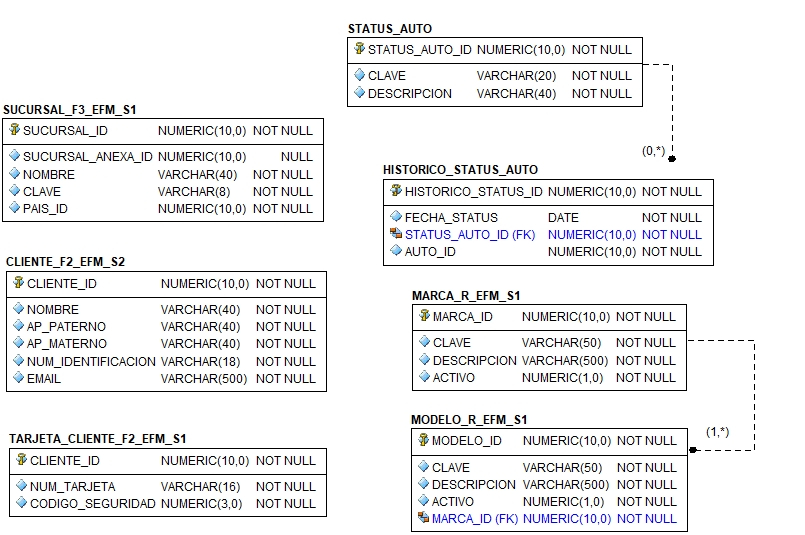 STATUS_AUTO
STATUS_AUTO_ID NUMERIC(10,0) NOT NULL
CLAVE VARCHAR(20) NOT NULL
DESCRIPCION VARCHAR(40) NOT NULL
(0,*)
SUCURSAL_F3_EFM_S1
SUCURSAL_ID NUMERIC(10,0) NOT NULL
SUCURSAL_ANEXA_ID NUMERIC(10,0) NULL
NOMBRE VARCHAR(40) NOT NULL
CLAVE VARCHAR(8) NOT NULL
PAIS_ID NUMERIC(10,0) NOT NULL
HISTORICO_STATUS_AUTO
HISTORICO_STATUS_ID NUMERIC(10,0) NOT NULL
FECHA_STATUS DATE NOT NULL
STATUS_AUTO_ID (FK) NUMERIC(10,0) NOT NULL
AUTO_ID NUMERIC(10,0) NOT NULL
CLIENTE_F2_EFM_S2
CLIENTE_ID NUMERIC(10,0) NOT NULL
NOMBRE VARCHAR(40) NOT NULL
AP_PATERNO VARCHAR(40) NOT NULL
AP_MATERNO VARCHAR(40) NOT NULL
NUM_IDENTIFICACION VARCHAR(18) NOT NULL
EMAIL VARCHAR(500) NOT NULL
MARCA_R_EFM_S1
MARCA_ID NUMERIC(10,0) NOT NULL
CLAVE VARCHAR(50) NOT NULL
DESCRIPCION VARCHAR(500) NOT NULL
ACTIVO NUMERIC(1,0) NOT NULL
(1,*)
TARJETA_CLIENTE_F2_EFM_S1
CLIENTE_ID NUMERIC(10,0) NOT NULL
NUM_TARJETA VARCHAR(16) NOT NULL
CODIGO_SEGURIDAD NUMERIC(3,0) NOT NULL
MODELO_R_EFM_S1
MODELO_ID NUMERIC(10,0) NOT NULL
CLAVE VARCHAR(50) NOT NULL
DESCRIPCION VARCHAR(500) NOT NULL
ACTIVO NUMERIC(1,0) NOT NULL
MARCA_ID (FK) NUMERIC(10,0) NOT NULL